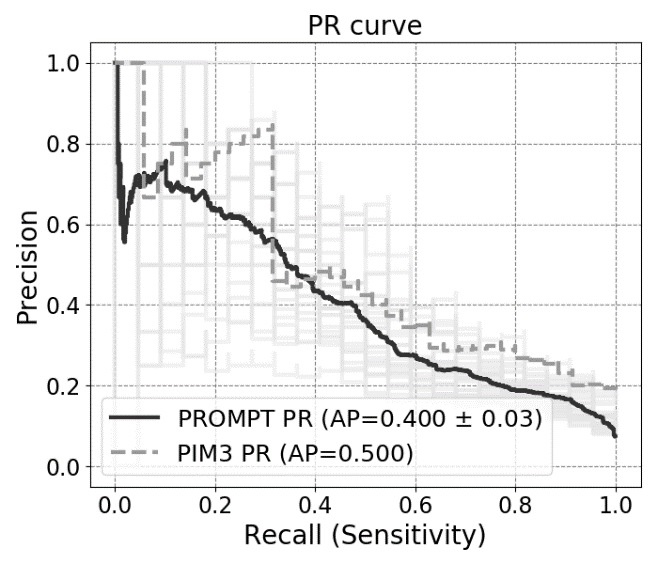 PR curve
Precision
1.0
0.8
0.6
0.4
0.2
0.0
PROMPT PR (AP=0.400 ± 0.03)
PIM3 PR (AP=0.500)
0.0 0.2 0.4 0.6 0.8 1.0
Recall (Sensitivity)